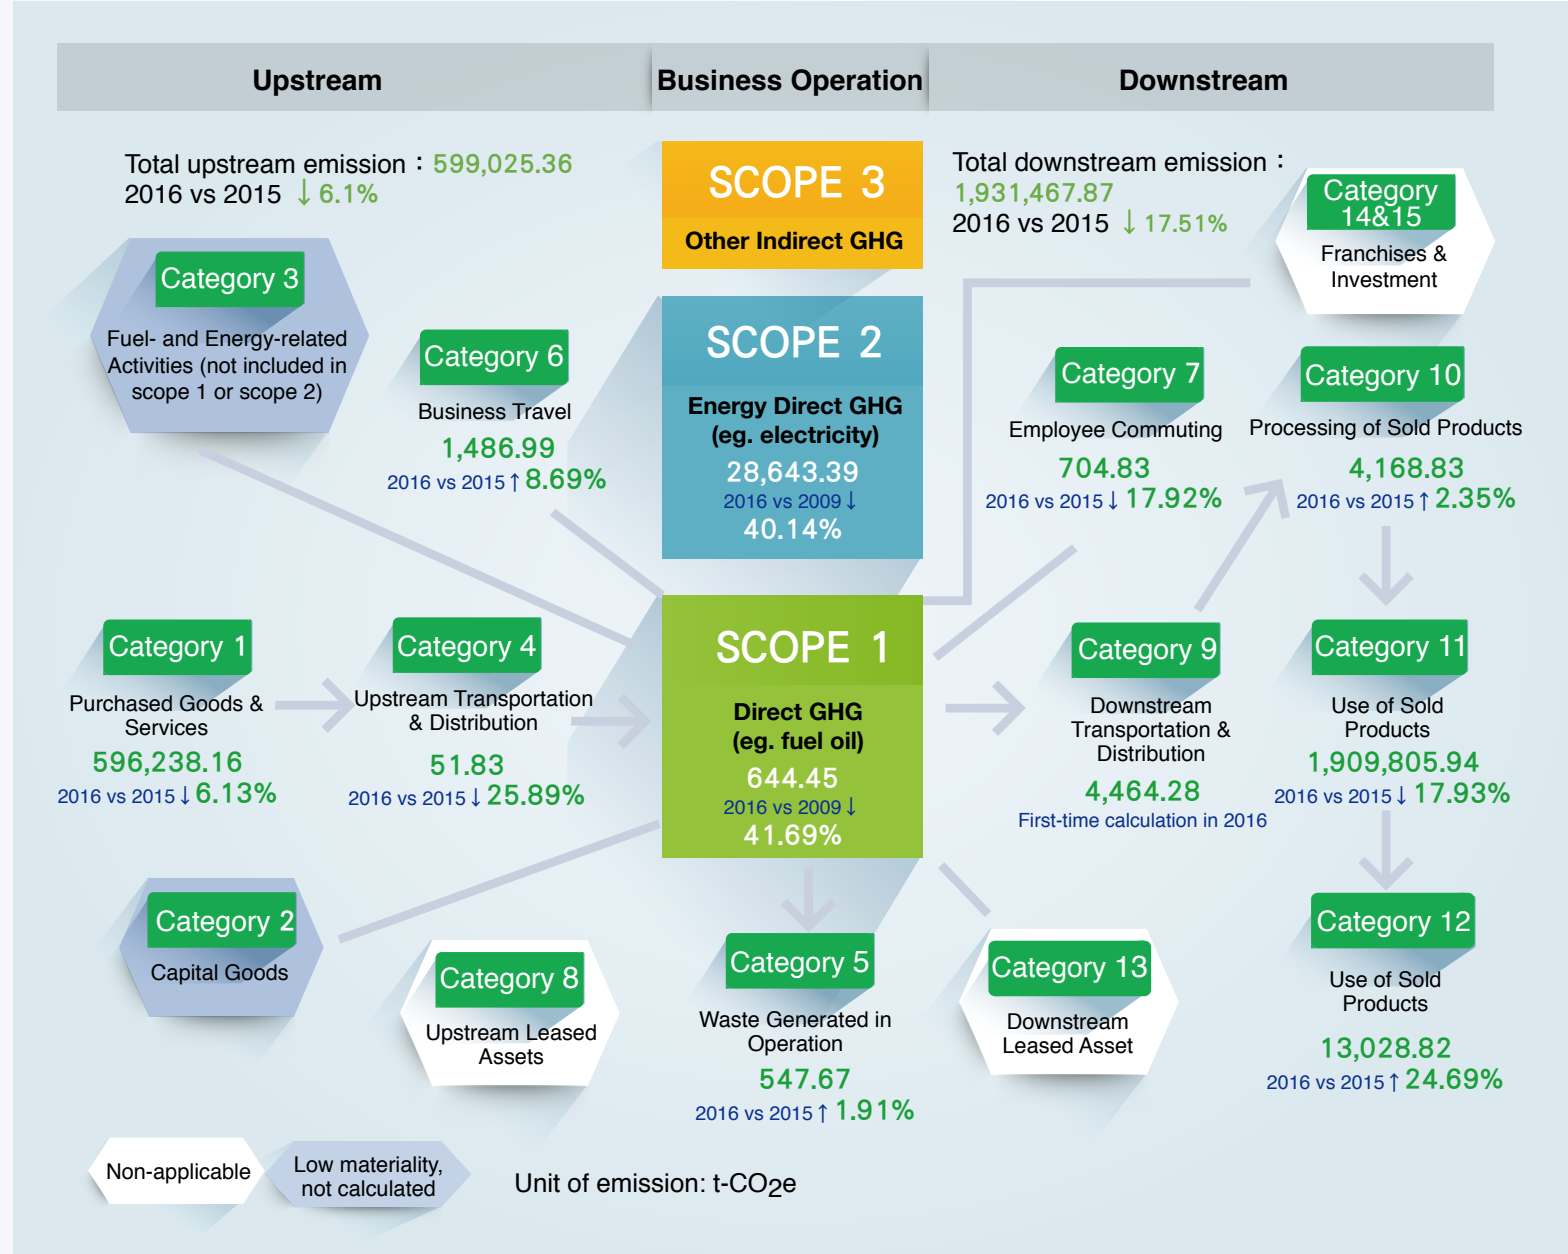 Upstream
Business Operation
Downstream
Total upstream emission：599,025.36
2016 vs 2015 ↓ 6.1%
SCOPE 3
Other Indirect GHG
Total downstream emission：
1,931,467.87
2016 vs 2015 ↓ 17.51%
Category
14&15
Franchises &
Investment
Category 3
Fuel- and Energy-related
Activities (not included in
scope 1 or scope 2)
Category 6
Business Travel
1,486.99
2016 vs 2015 ↑ 8.69%
SCOPE 2
Energy Direct GHG
(eg. electricity)
28,643.39
2016 vs 2009 ↓
40.14%
Category 7
Employee Commuting
704.83
2016 vs 2015 ↓ 17.92%
Category 10
Processing of Sold Products
4,168.83
2016 vs 2015 ↑ 2.35%
Category 1
Purchased Goods &
Services
596,238.16
2016 vs 2015 ↓ 6.13%
Category 4
Upstream Transportation
& Distribution
51.83
2016 vs 2015 ↓ 25.89%
SCOPE 1
Direct GHG
(eg. fuel oil)
644.45
2016 vs 2009 ↓
41.69%
Category 9
Downstream
Transportation &
Distribution
4,464.28
First-time calculation in 2016
Category 11
Use of Sold
Products
1,909,805.94
2016 vs 2015 ↓ 17.93%
Category 2
Capital Goods
Category 8
Upstream Leased
Assets
Category 5
Waste Generated in
Operation
547.67
2016 vs 2015 ↑ 1.91%
Category 13
Downstream
Leased Asset
Category 12
Use of Sold
Products
13,028.82
2016 vs 2015 ↑ 24.69%
Non-applicable
Low materiality,
not calculated
Unit of emission: t-CO2e